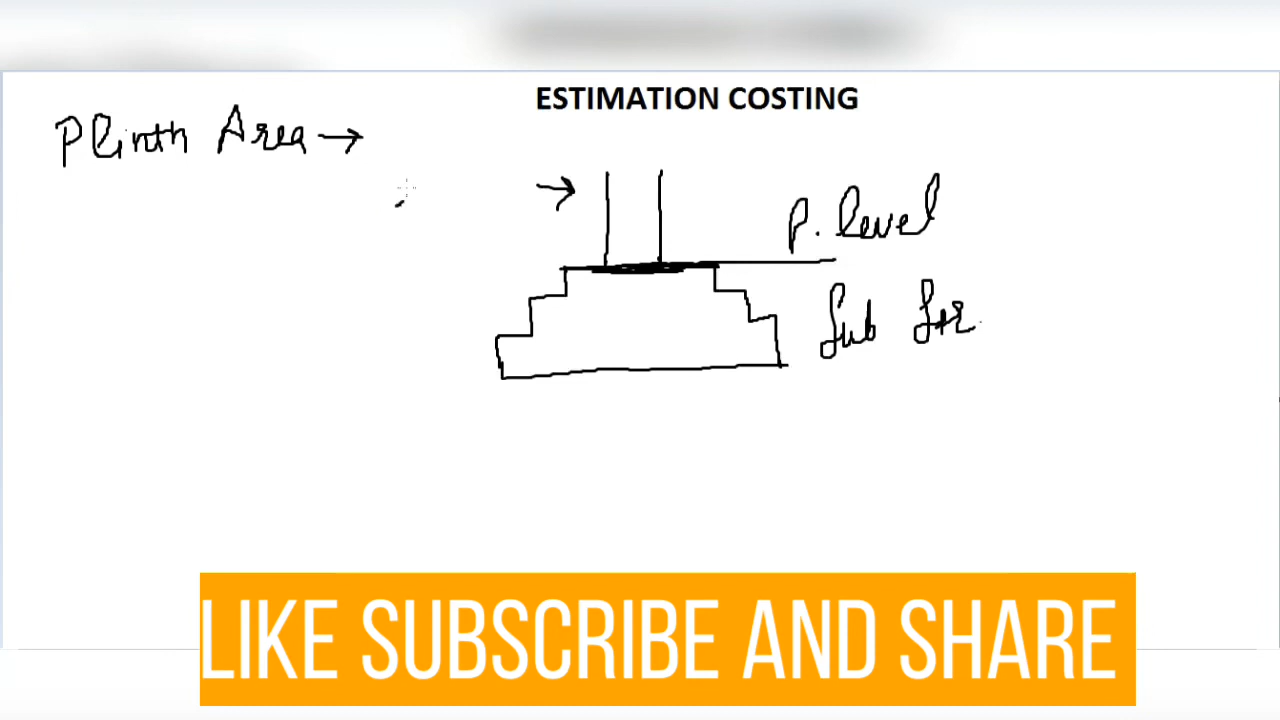 ESTIMATION COSTING
Plinth Area →
→
P. level
Sub str
LIKE SUBSCRIBE AND SHARE